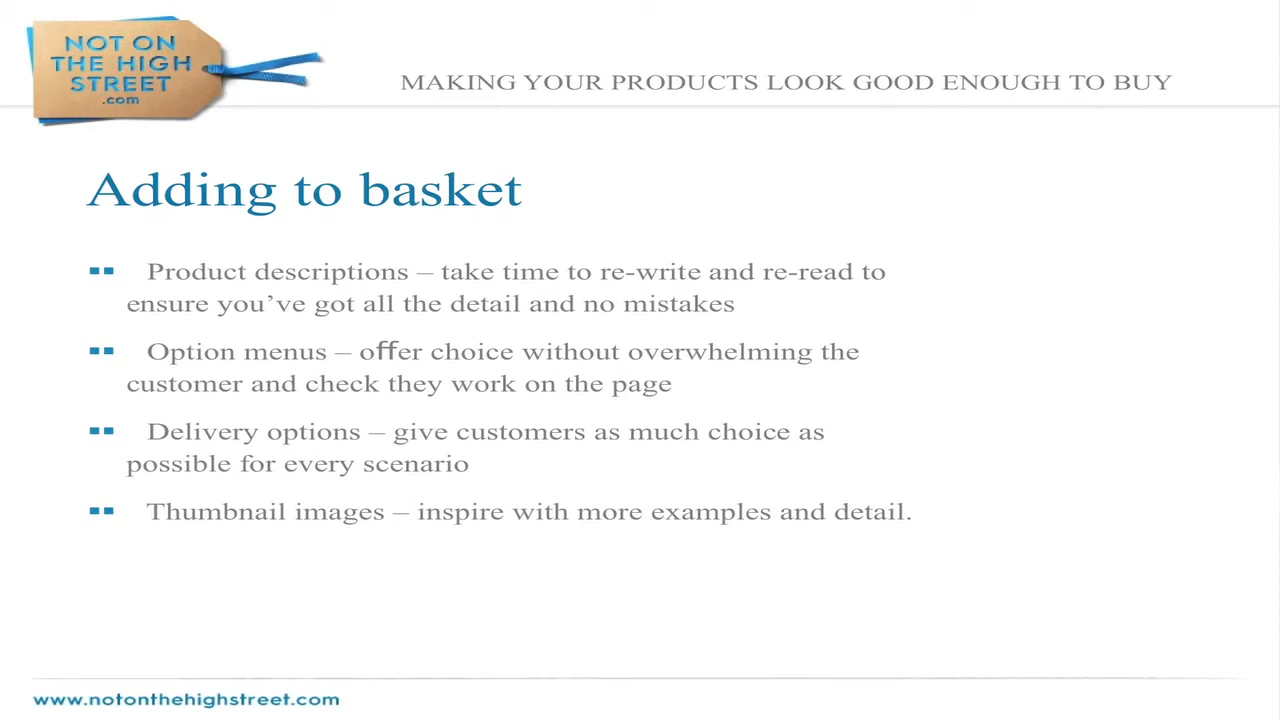 NOT ON
THE HIGH
STREET
.com
MAKING YOUR PRODUCTS LOOK GOOD ENOUGH TO BUY
Adding to basket
Product descriptions – take time to re-write and re-read to
ensure you’ve got all the detail and no mistakes
Option menus – offer choice without overwhelming the
customer and check they work on the page
Delivery options – give customers as much choice as
possible for every scenario
Thumbnail images – inspire with more examples and detail.
www.notonthehighstreet.com